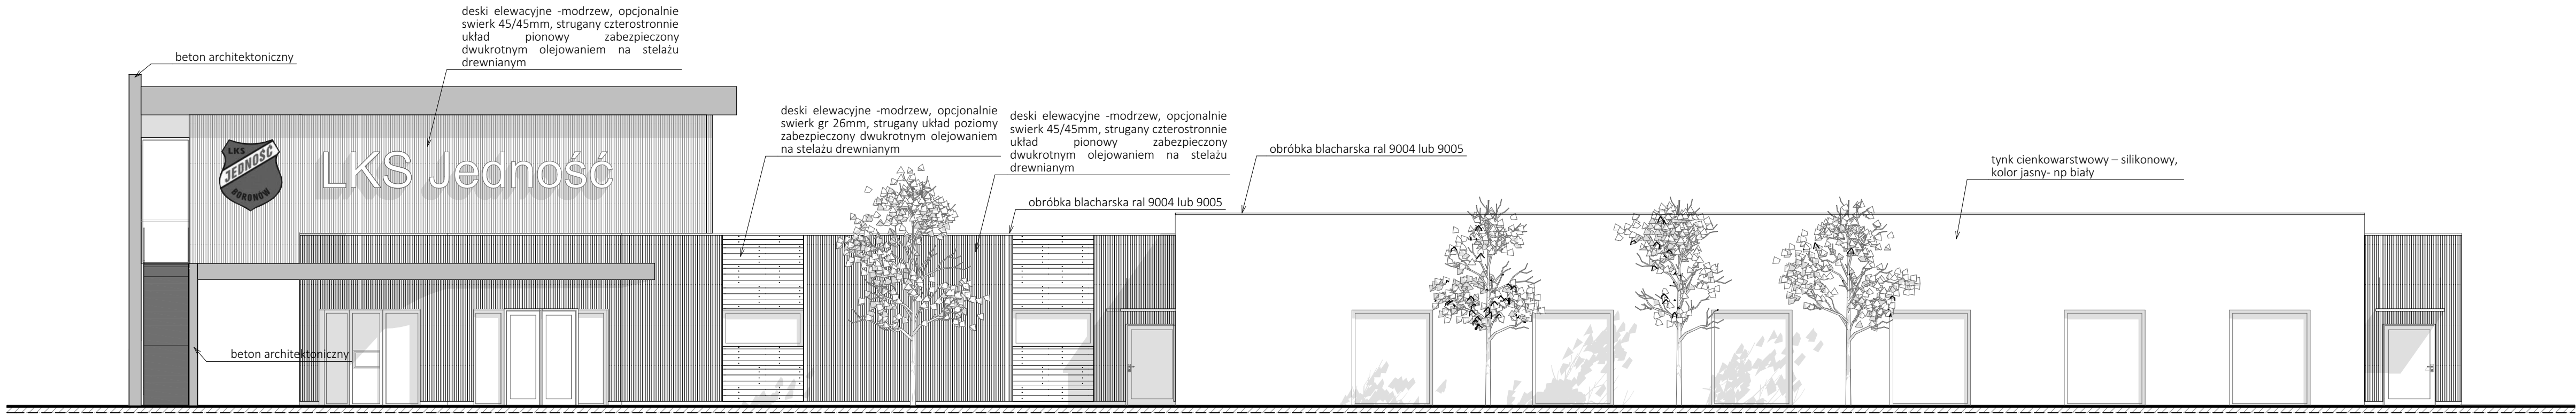 deski elewacyjne -modrzew, opcjonalnie
swierk 45/45mm, strugany czterostronnie
układ pionowy zabezpieczony
dwukrotnym olejowaniem na stelażu
drewnianym
beton architektoniczny
deski elewacyjne -modrzew, opcjonalnie
swierk gr 26mm, strugany układ poziomy
zabezpieczony dwukrotnym olejowaniem
na stelażu drewnianym
deski elewacyjne -modrzew, opcjonalnie
swierk 45/45mm, strugany czterostronnie
układ pionowy zabezpieczony
dwukrotnym olejowaniem na stelażu
drewnianym
obróbka blacharska ral 9004 lub 9005
tynk cienkowarstwowy – silikonowy,
kolor jasny- np biały
LKS
JEDNOŚĆ
BORONÓW
LKS Jedność
obróbka blacharska ral 9004 lub 9005
beton architektoniczny